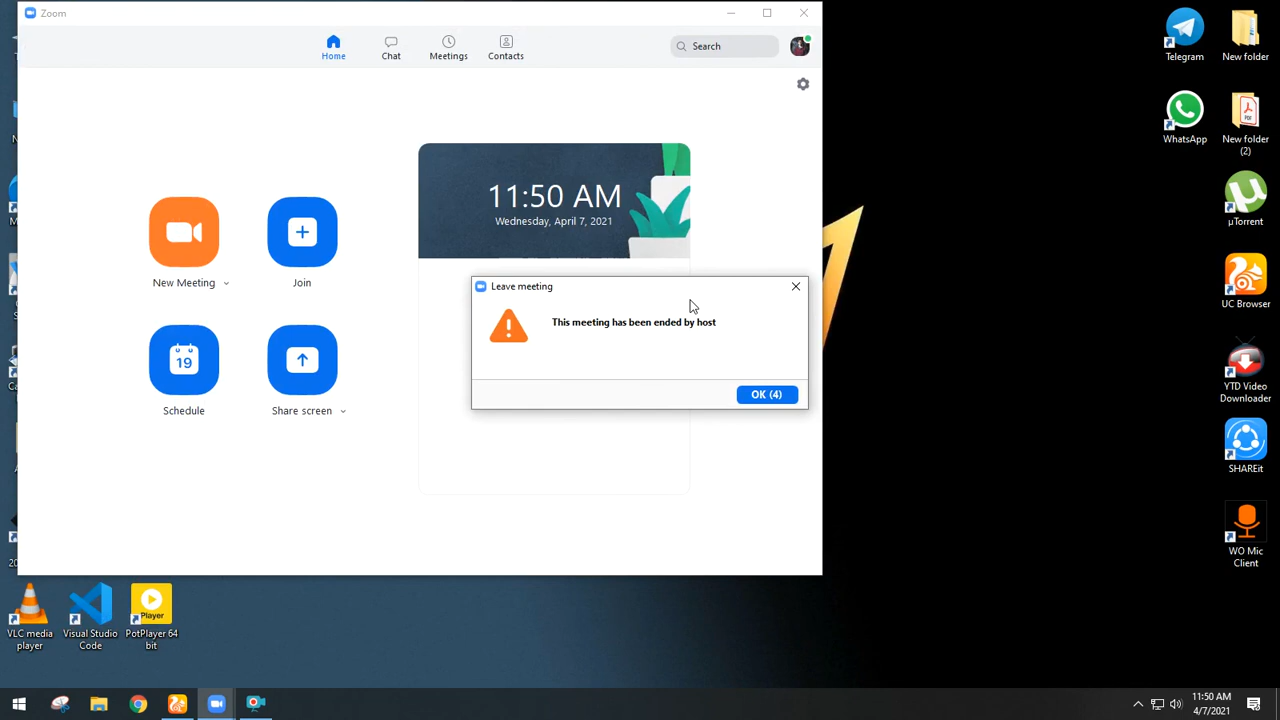 Zoom
Home
Chat
Meetings
Contacts
Search
11:50 AM
Wednesday, April 7, 2021
New Meeting
Join
19
Schedule
Share screen
Leave meeting
This meeting has been ended by host
OK (4)
Telegram
New folder
WhatsApp
PDF
New folder
(2)
µTorrent
UC Browser
YTD Video
Downloader
SHAREit
WO Mic
Client
VLC media
player
Visual Studio
Code
Player
PotPlayer 64
bit
11:50 AM
4/7/2021